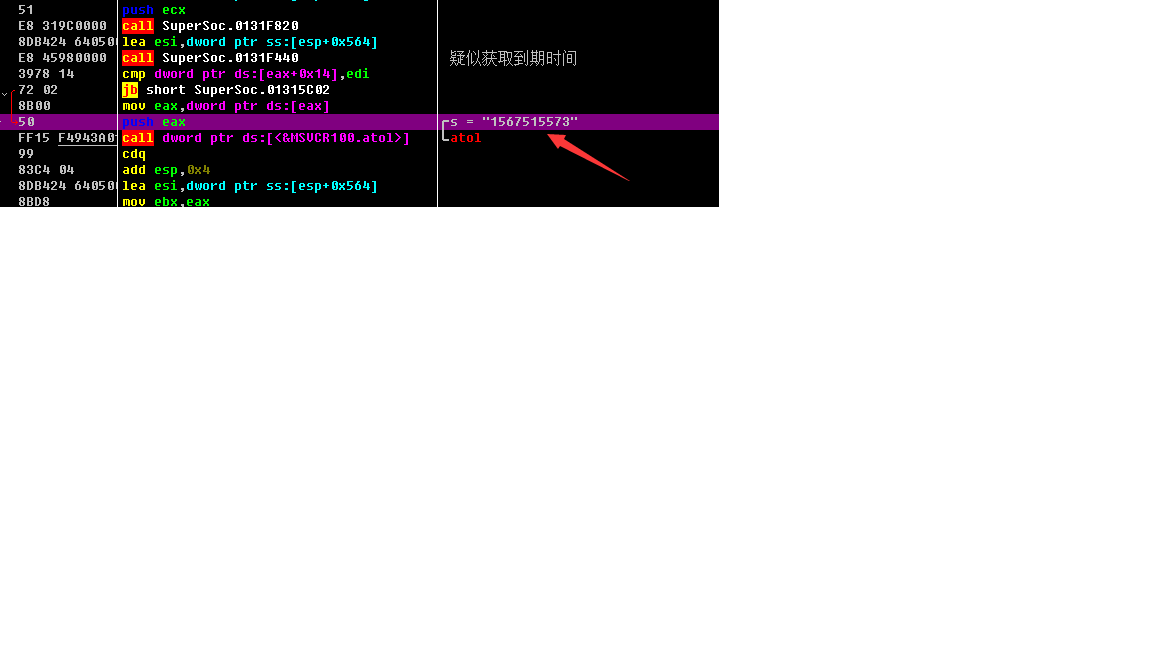 51 push ecx
E8 319C0000 call SuperSoc.0131F820
8DB424 64050 lea esi,dword ptr ss:[esp+0x564]
E8 45980000 call SuperSoc.0131F440 疑似获取到期时间
3978 14 cmp dword ptr ds:[eax+0x14],edi
72 02 jb short SuperSoc.01315C02
8B00 mov eax,dword ptr ds:[eax]
50 push eax s = "1567515573"
FF15 F4943A0 call dword ptr ds:[<&MSVCR100.atol>] atol
99 cdq
83C4 04 add esp,0x4
8DB424 64050 lea esi,dword ptr ss:[esp+0x564]
8BD8 mov ebx,eax